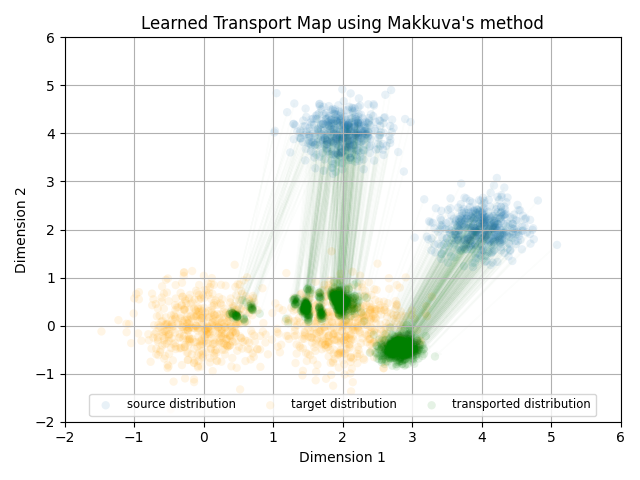 Learned Transport Map using Makkuva's method
6
5
4
3
2
1
0
−1
−2
Dimension 2
source distribution target distribution transported distribution
−2 −1 0 1 2 3 4 5 6
Dimension 1